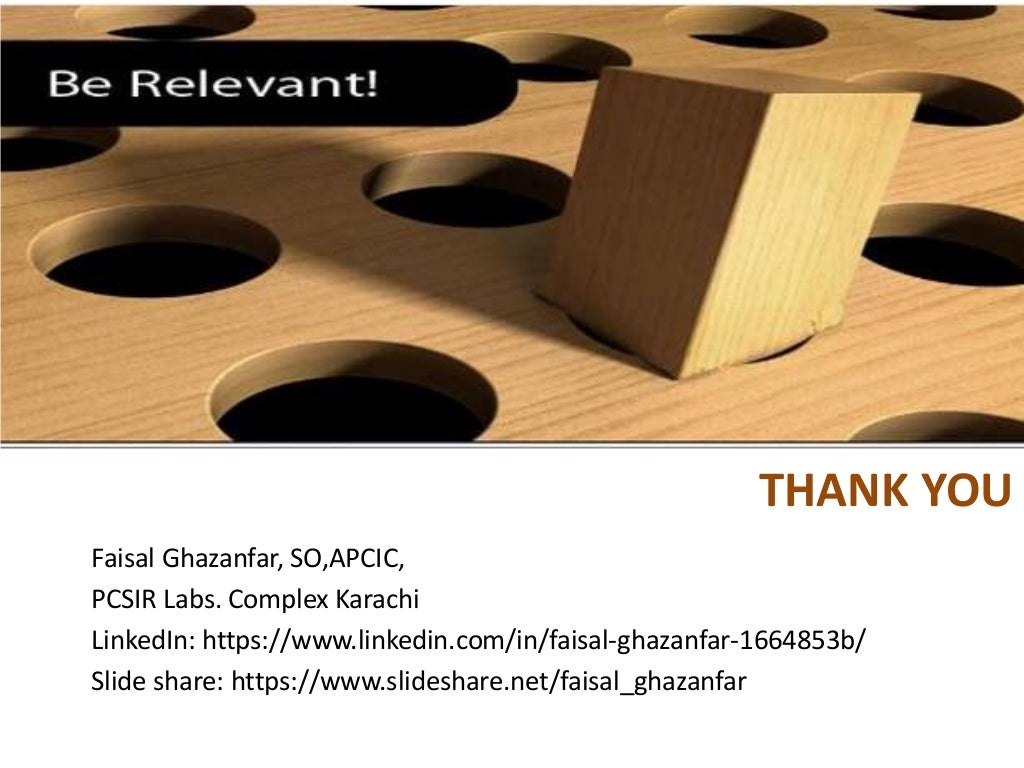 Be Relevant!
THANK YOU
Faisal Ghazanfar, SO,APCIC,
PCSIR Labs. Complex Karachi
LinkedIn: https://www.linkedin.com/in/faisal-ghazanfar-1664853b/
Slide share: https://www.slideshare.net/faisal_ghazanfar